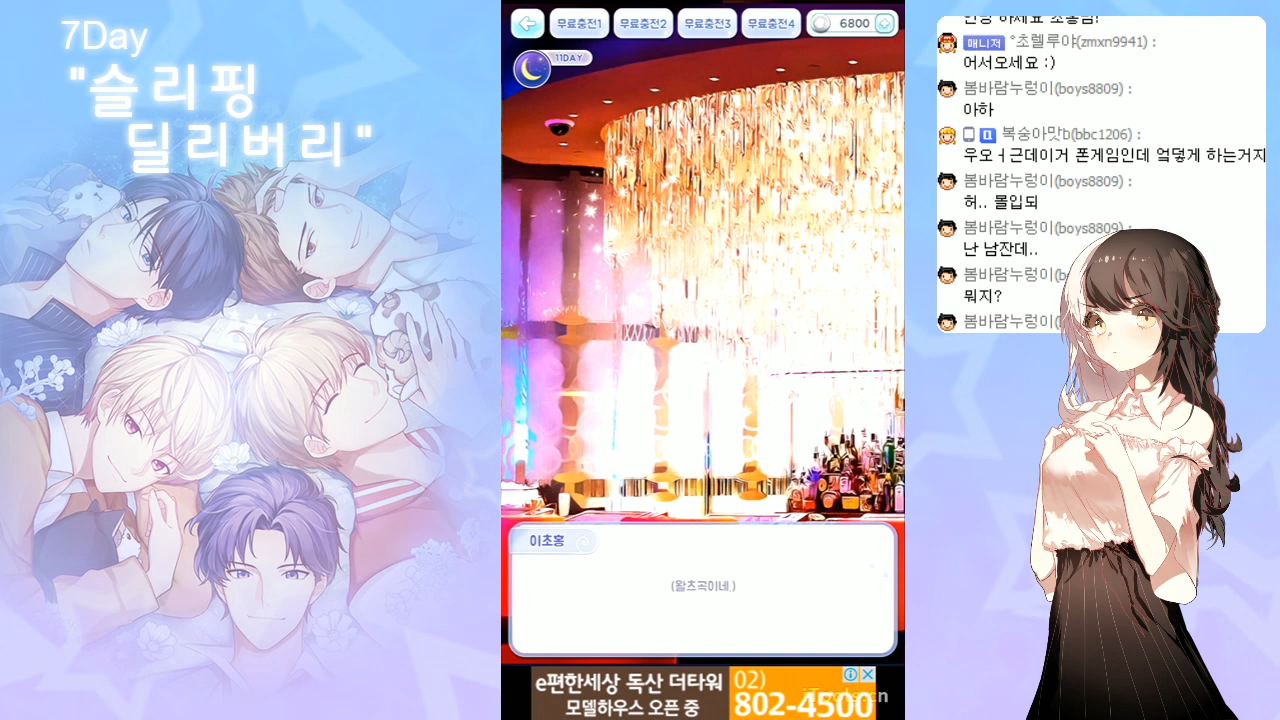 7Day
"슬리핑
딜리버리"
무료충전1
무료충전2
무료충전3
무료충전4
6800
11DAY
이초홍
(왈츠곡이네.)
e편한세상 독산 더타워
모델하우스 오픈 중
02)
802-4500
iTools.cn
매니저 °초렐루야(zmxn9941) :
어서오세요 :)
봄바람누렁이(boys8809) :
아하
복숭아맛b(bbc1206) :
우오ㅓ근데이거 폰게임인데 엌덯게 하는거지
봄바람누렁이(boys8809) :
허.. 몰입되
봄바람누렁이(boys8809) :
난 남잔데..
봄바람누렁이(b
뭐지?
봄바람누렁이(